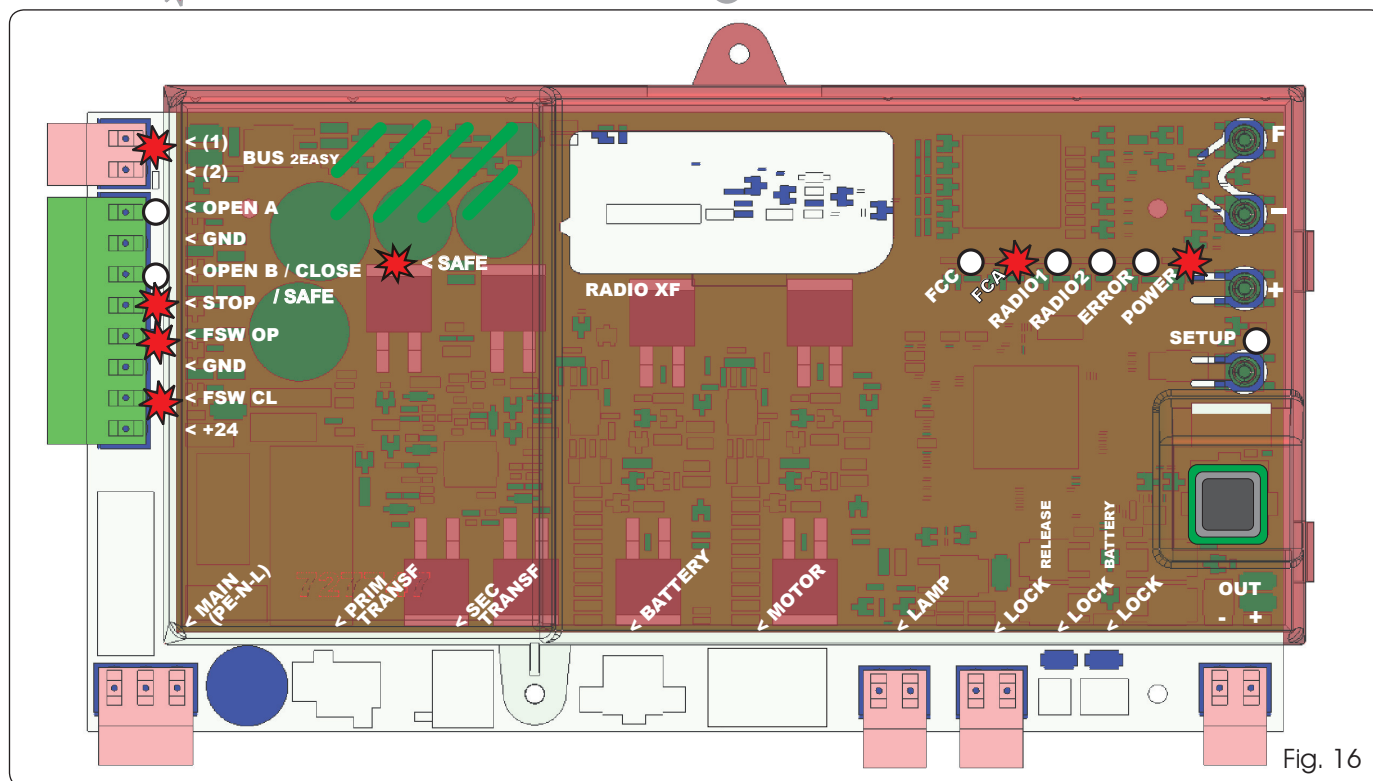 < (1)
BUS 2EASY
< (2)
< OPEN A
< GND
< OPEN B / CLOSE
/ SAFE
< STOP
< FSW OP
< GND
< FSW CL
< +24
< SAFE
RADIO XF
FCC
FCA
RADIO1
RADIO2
ERROR
POWER
F
-
+
SETUP
< MAIN
(PE-N-L)
< PRIM
TRANSF
< SEC
TRANSF
< BATTERY
< MOTOR
< LAMP
< LOCK
RELEASE
< LOCK
BATTERY
< LOCK
OUT
- +
Fig. 16